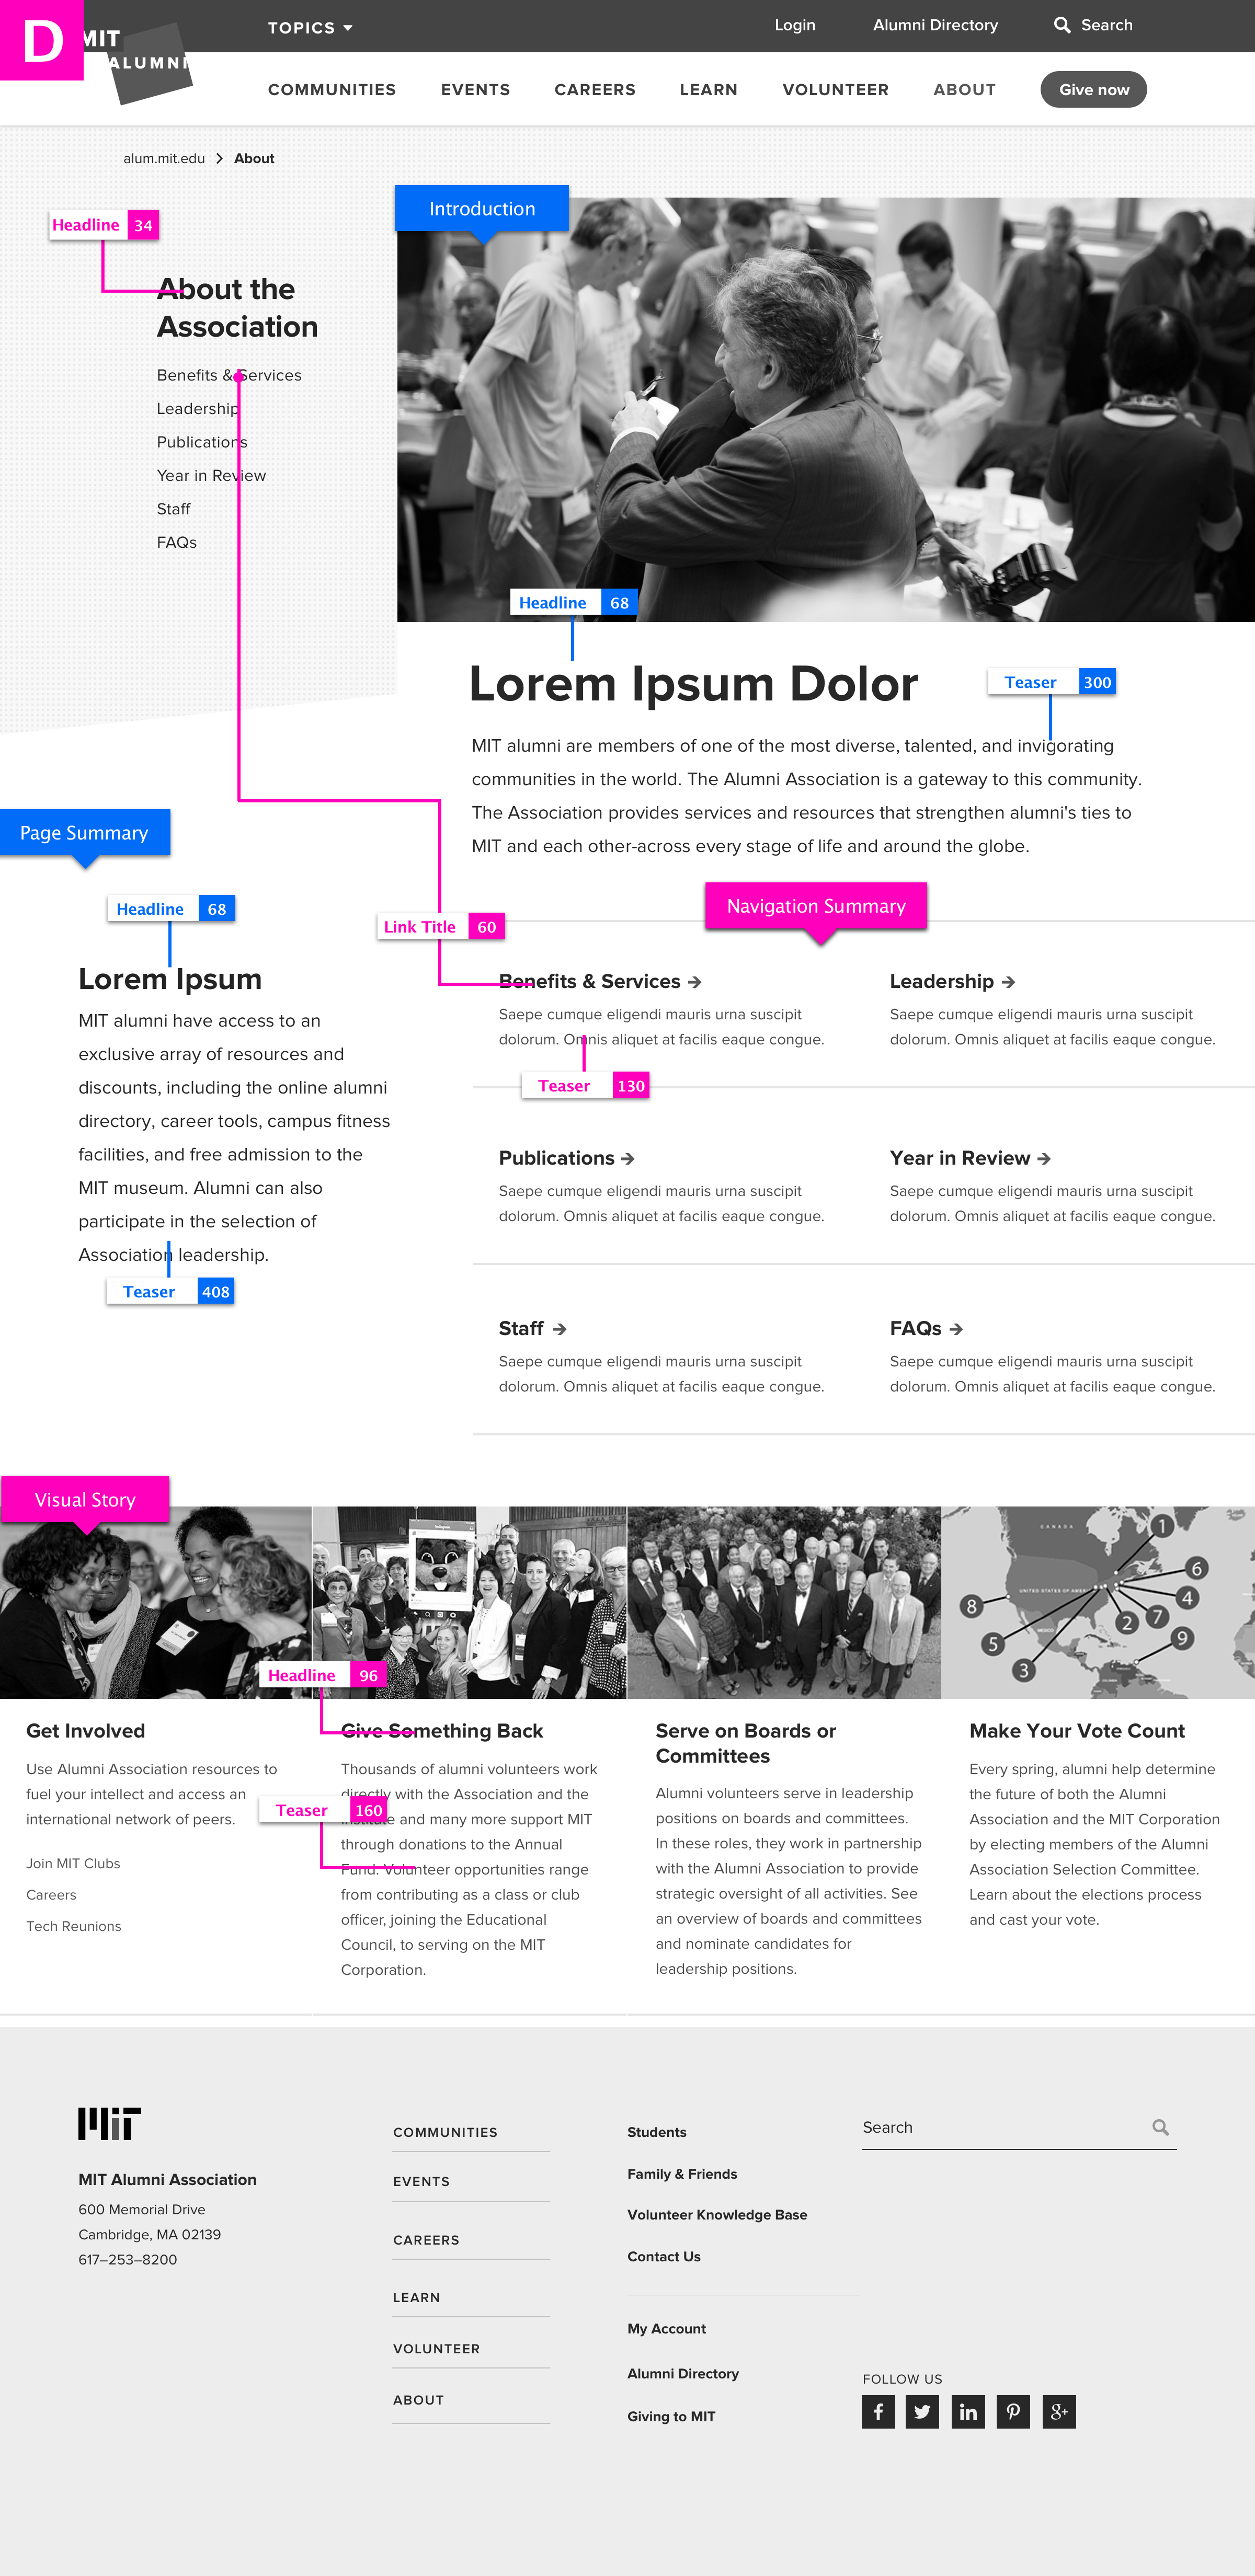 D
MIT
ALUMNI
TOPICS
Login
Alumni Directory
Search
COMMUNITIES
EVENTS
CAREERS
LEARN
VOLUNTEER
ABOUT
Give now
alum.mit.edu > About
Headline 34
About the
Association
Benefits & Services
Leadership
Publications
Year in Review
Staff
FAQs
Introduction
Headline 68
Lorem Ipsum Dolor
Teaser 300
MIT alumni are members of one of the most diverse, talented, and invigorating
communities in the world. The Alumni Association is a gateway to this community.
The Association provides services and resources that strengthen alumni's ties to
MIT and each other-across every stage of life and around the globe.
Page Summary
Headline 68
Lorem Ipsum
MIT alumni have access to an
exclusive array of resources and
discounts, including the online alumni
directory, career tools, campus fitness
facilities, and free admission to the
MIT museum. Alumni can also
participate in the selection of
Association leadership.
Teaser 408
Navigation Summary
Link Title 60
Benefits & Services →
Saepe cumque eligendi mauris urna suscipit
dolorum. Omnis aliquet at facilis eaque congue.
Teaser 130
Leadership →
Saepe cumque eligendi mauris urna suscipit
dolorum. Omnis aliquet at facilis eaque congue.
Publications →
Saepe cumque eligendi mauris urna suscipit
dolorum. Omnis aliquet at facilis eaque congue.
Year in Review →
Saepe cumque eligendi mauris urna suscipit
dolorum. Omnis aliquet at facilis eaque congue.
Staff →
Saepe cumque eligendi mauris urna suscipit
dolorum. Omnis aliquet at facilis eaque congue.
FAQs →
Saepe cumque eligendi mauris urna suscipit
dolorum. Omnis aliquet at facilis eaque congue.
Visual Story
CANADA
UNITED STATES OF AMERICA
MEXICO
1
6
4
8
2
7
5
9
3
Get Involved
Use Alumni Association resources to
fuel your intellect and access an
international network of peers.
Join MIT Clubs
Careers
Tech Reunions
Headline 96
Give Something Back
Teaser 160
Thousands of alumni volunteers work
directly with the Association and the
Institute and many more support MIT
through donations to the Annual
Fund. Volunteer opportunities range
from contributing as a class or club
officer, joining the Educational
Council, to serving on the MIT
Corporation.
Serve on Boards or
Committees
Alumni volunteers serve in leadership
positions on boards and committees.
In these roles, they work in partnership
with the Alumni Association to provide
strategic oversight of all activities. See
an overview of boards and committees
and nominate candidates for
leadership positions.
Make Your Vote Count
Every spring, alumni help determine
the future of both the Alumni
Association and the MIT Corporation
by electing members of the Alumni
Association Selection Committee.
Learn about the elections process
and cast your vote.
MIT
MIT Alumni Association
600 Memorial Drive
Cambridge, MA 02139
617–253–8200
COMMUNITIES
EVENTS
CAREERS
LEARN
VOLUNTEER
ABOUT
Students
Family & Friends
Volunteer Knowledge Base
Contact Us
My Account
Alumni Directory
Giving to MIT
Search
FOLLOW US
f
in
g+